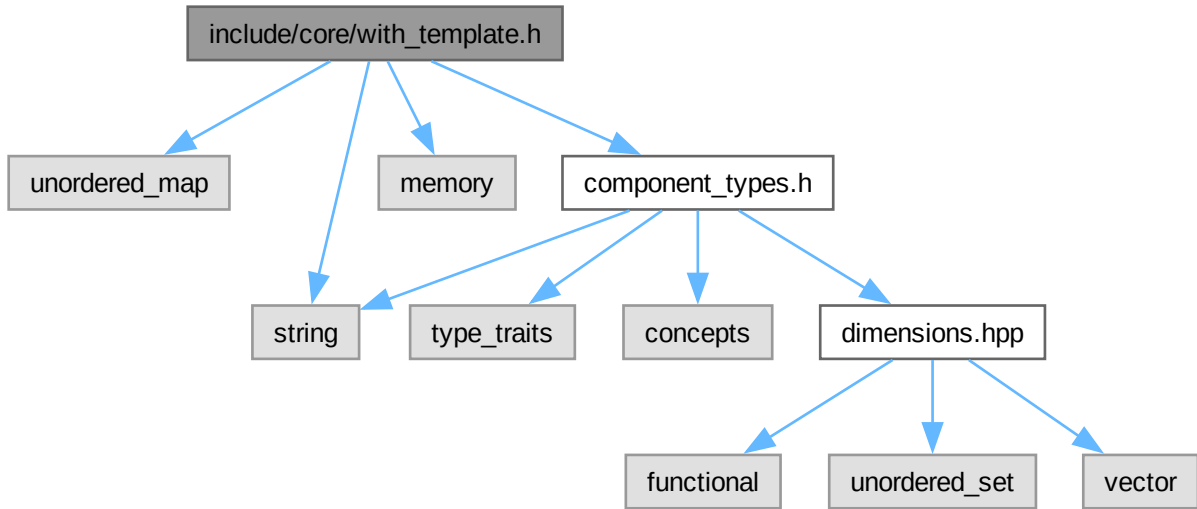 include/core/with_template.h
unordered_map
memory
component_types.h
string
type_traits
concepts
dimensions.hpp
functional
unordered_set
vector